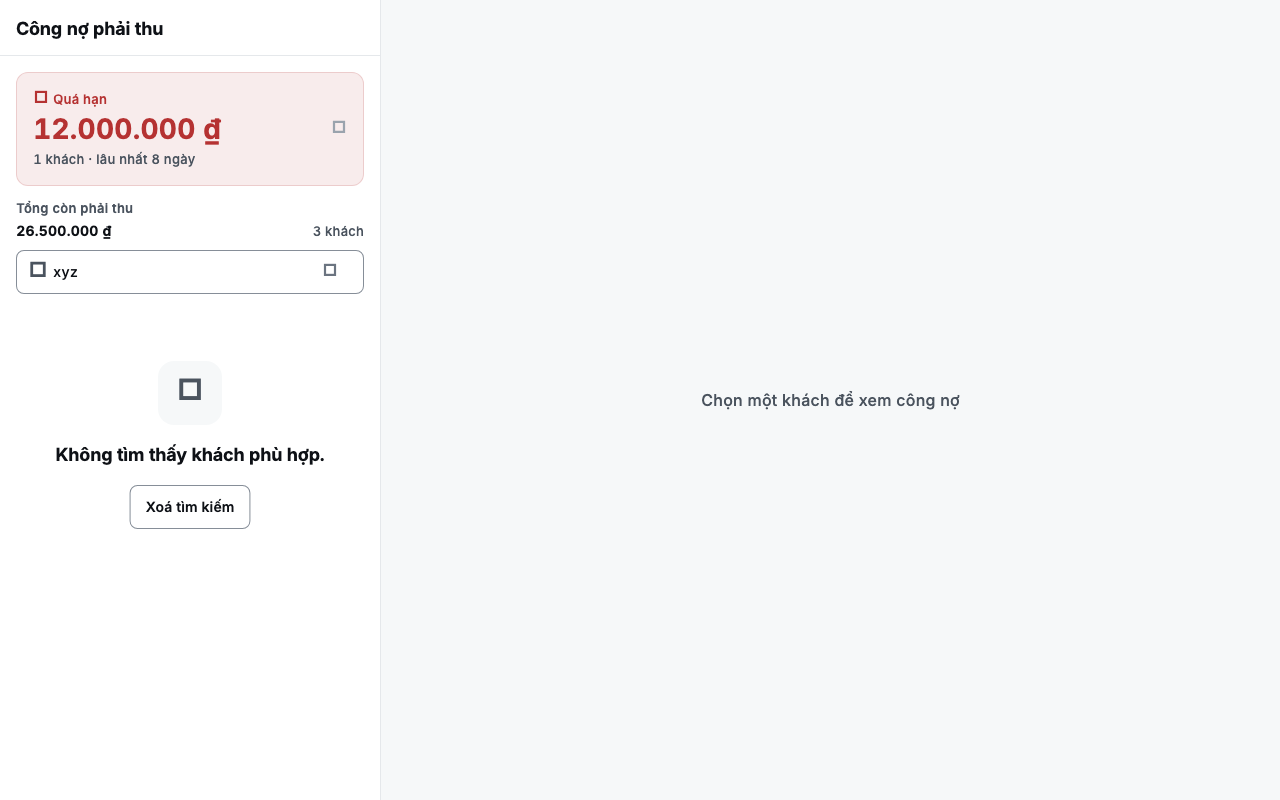 Công nợ phải thu
Quá hạn
12.000.000 ₫
1 khách · lâu nhất 8 ngày
Tổng còn phải thu
26.500.000 ₫
3 khách
xyz
Không tìm thấy khách phù hợp.
Xoá tìm kiếm
Chọn một khách để xem công nợ